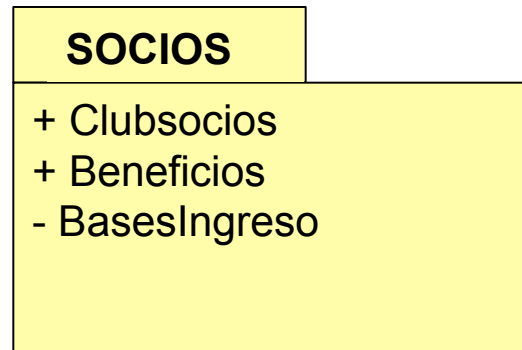 SOCIOS
+ Clubsocios
+ Beneficios
- BasesIngreso